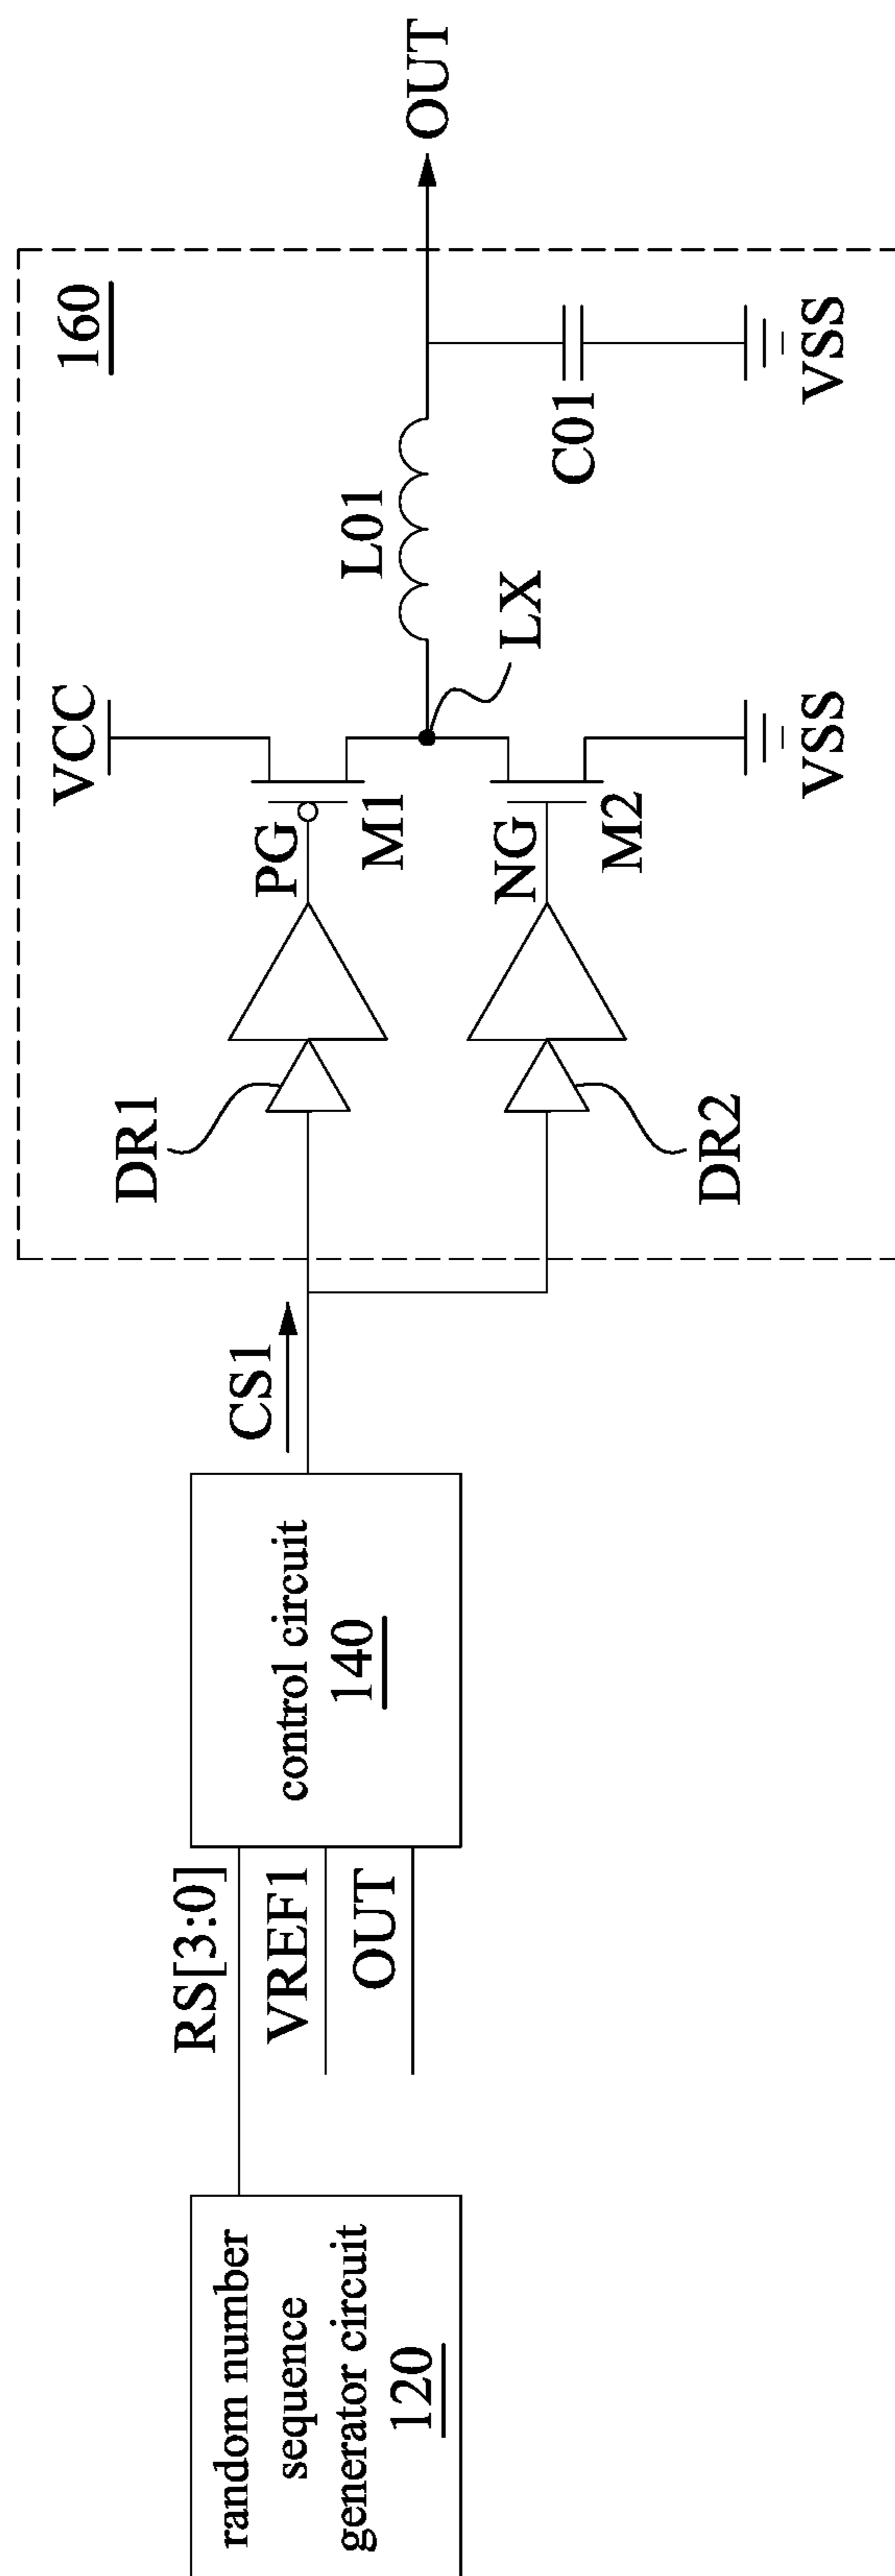 random number
sequence
generator circuit
120
RS[3:0]
VREF1
OUT
control circuit
140
CS1
160
DR1
DR2
PG
M1
NG
M2
VCC
LX
VSS
L01
C01
VSS
OUT